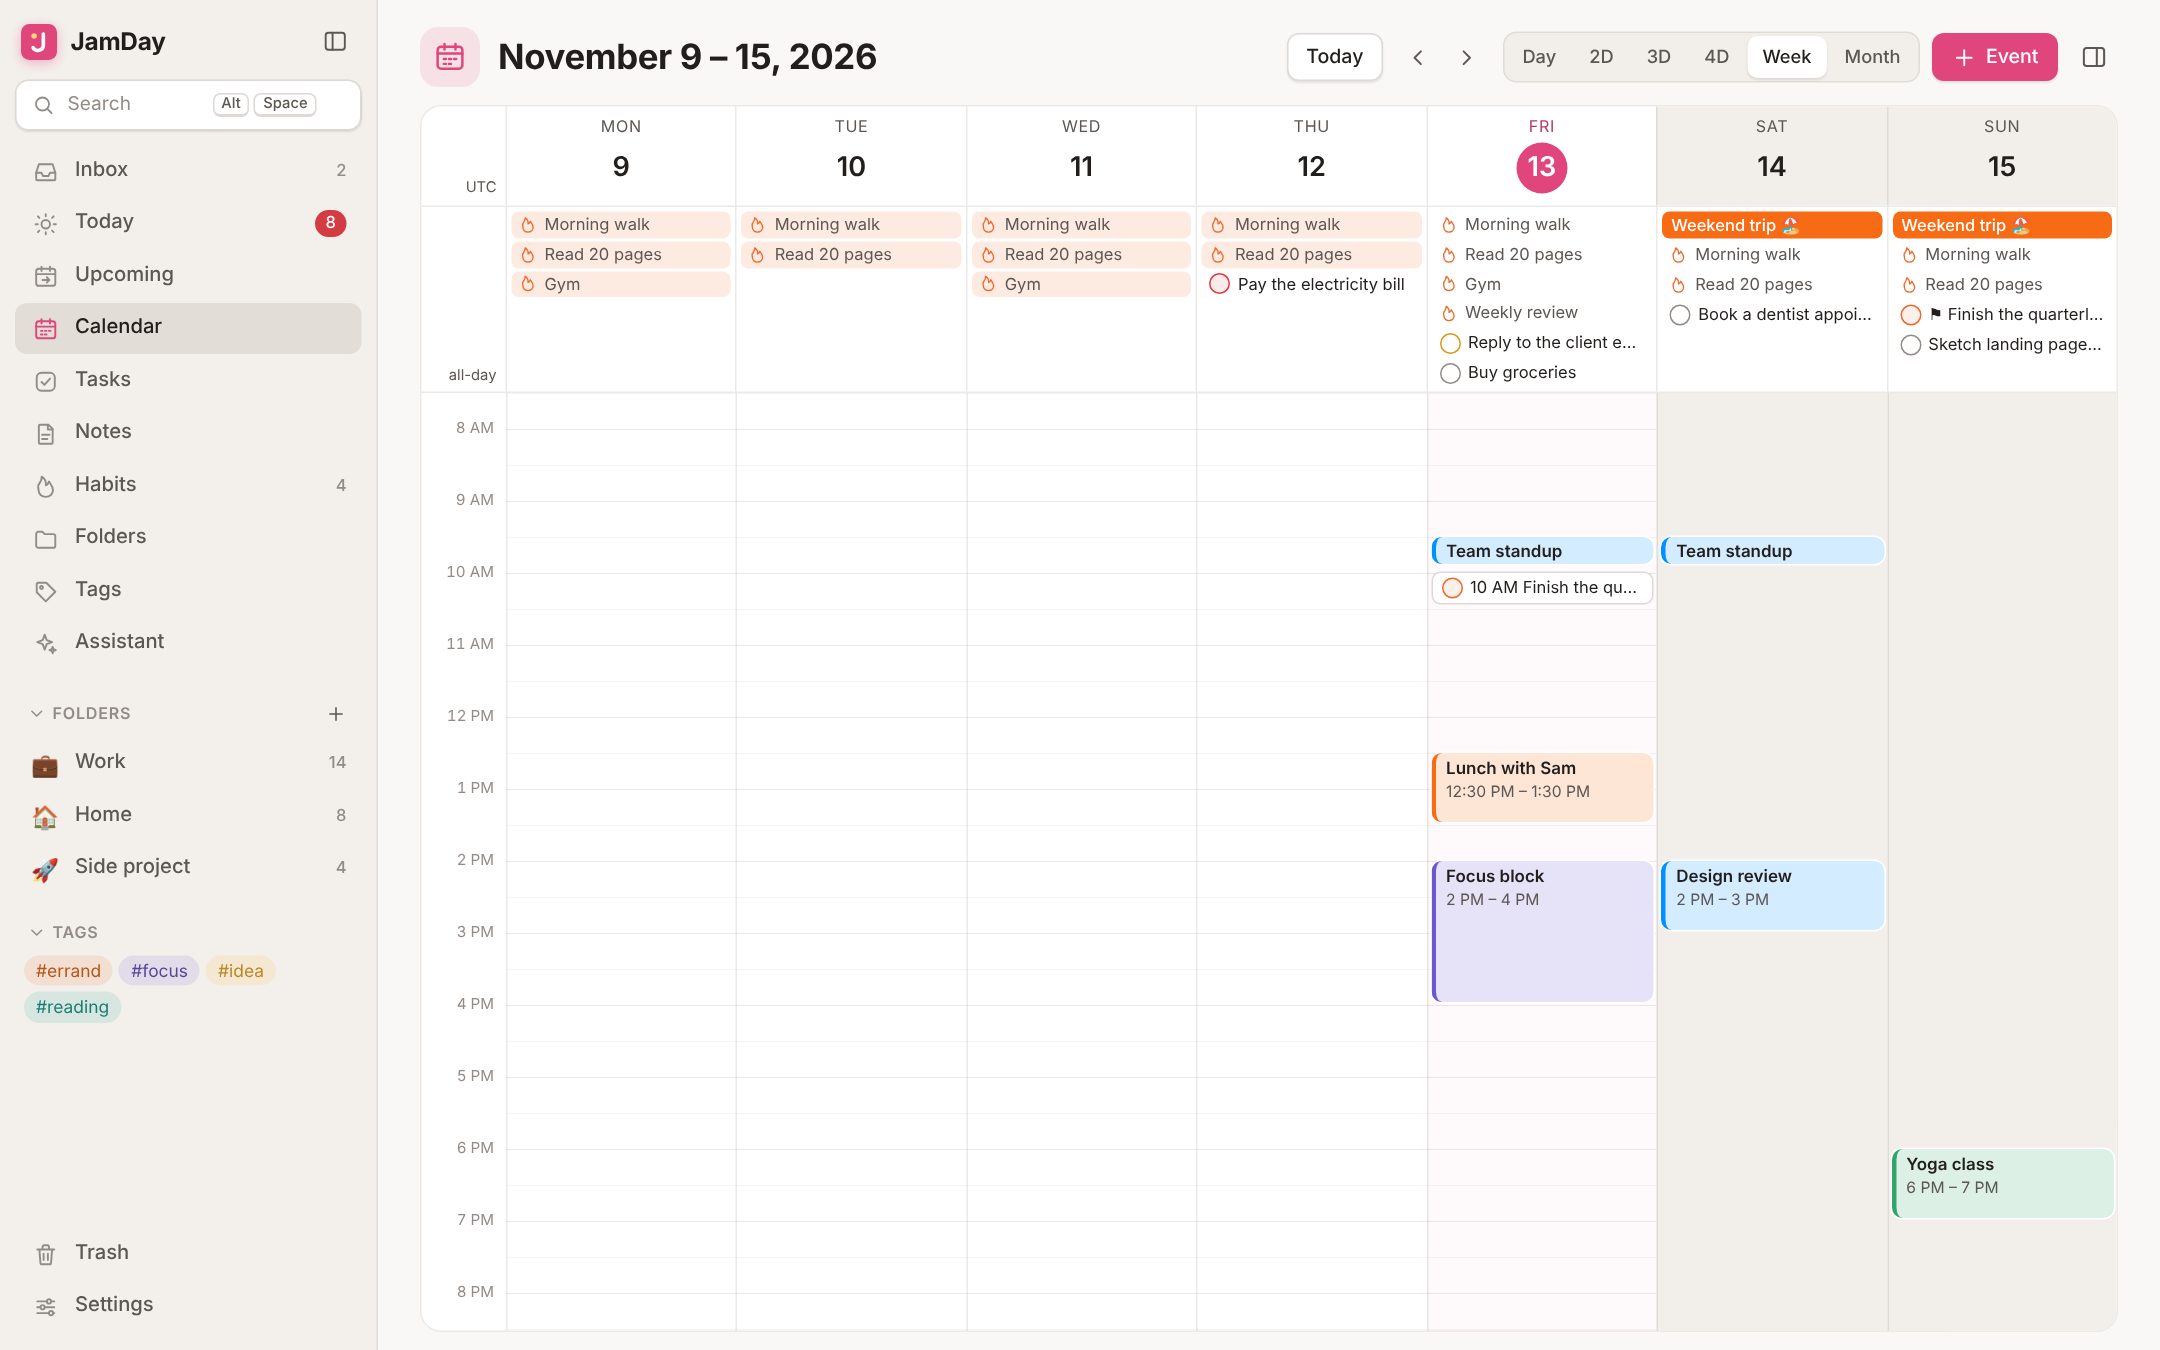 JamDay
Search Alt Space
Inbox 2
Today 8
Upcoming
Calendar
Tasks
Notes
Habits 4
Folders
Tags
Assistant
FOLDERS
Work 14
Home 8
Side project 4
TAGS
#errand #focus #idea
#reading
Trash
Settings
November 9 – 15, 2026
Today
Day 2D 3D 4D Week Month
+ Event
UTC
MON TUE WED THU FRI SAT SUN
9 10 11 12 13 14 15
all-day
Morning walk
Read 20 pages
Gym
Morning walk
Read 20 pages
Morning walk
Read 20 pages
Gym
Morning walk
Read 20 pages
Pay the electricity bill
Morning walk
Read 20 pages
Gym
Weekly review
Reply to the client e...
Buy groceries
Weekend trip 🏖️
Morning walk
Read 20 pages
Book a dentist appoi...
Weekend trip 🏖️
Morning walk
Read 20 pages
Finish the quarterl...
Sketch landing page...
8 AM
9 AM
10 AM
11 AM
12 PM
1 PM
2 PM
3 PM
4 PM
5 PM
6 PM
7 PM
8 PM
Team standup
10 AM Finish the qu...
Lunch with Sam
12:30 PM – 1:30 PM
Focus block
2 PM – 4 PM
Team standup
Design review
2 PM – 3 PM
Yoga class
6 PM – 7 PM